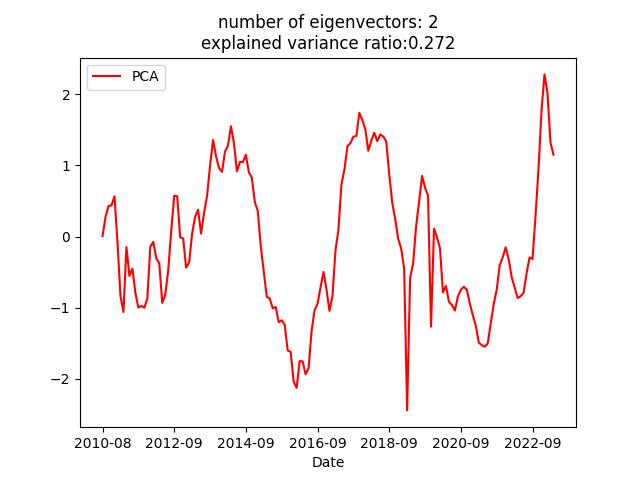 number of eigenvectors: 2
explained variance ratio:0.272
PCA
2
1
0
−1
−2
2010-08 2012-09 2014-09 2016-09 2018-09 2020-09 2022-09
Date